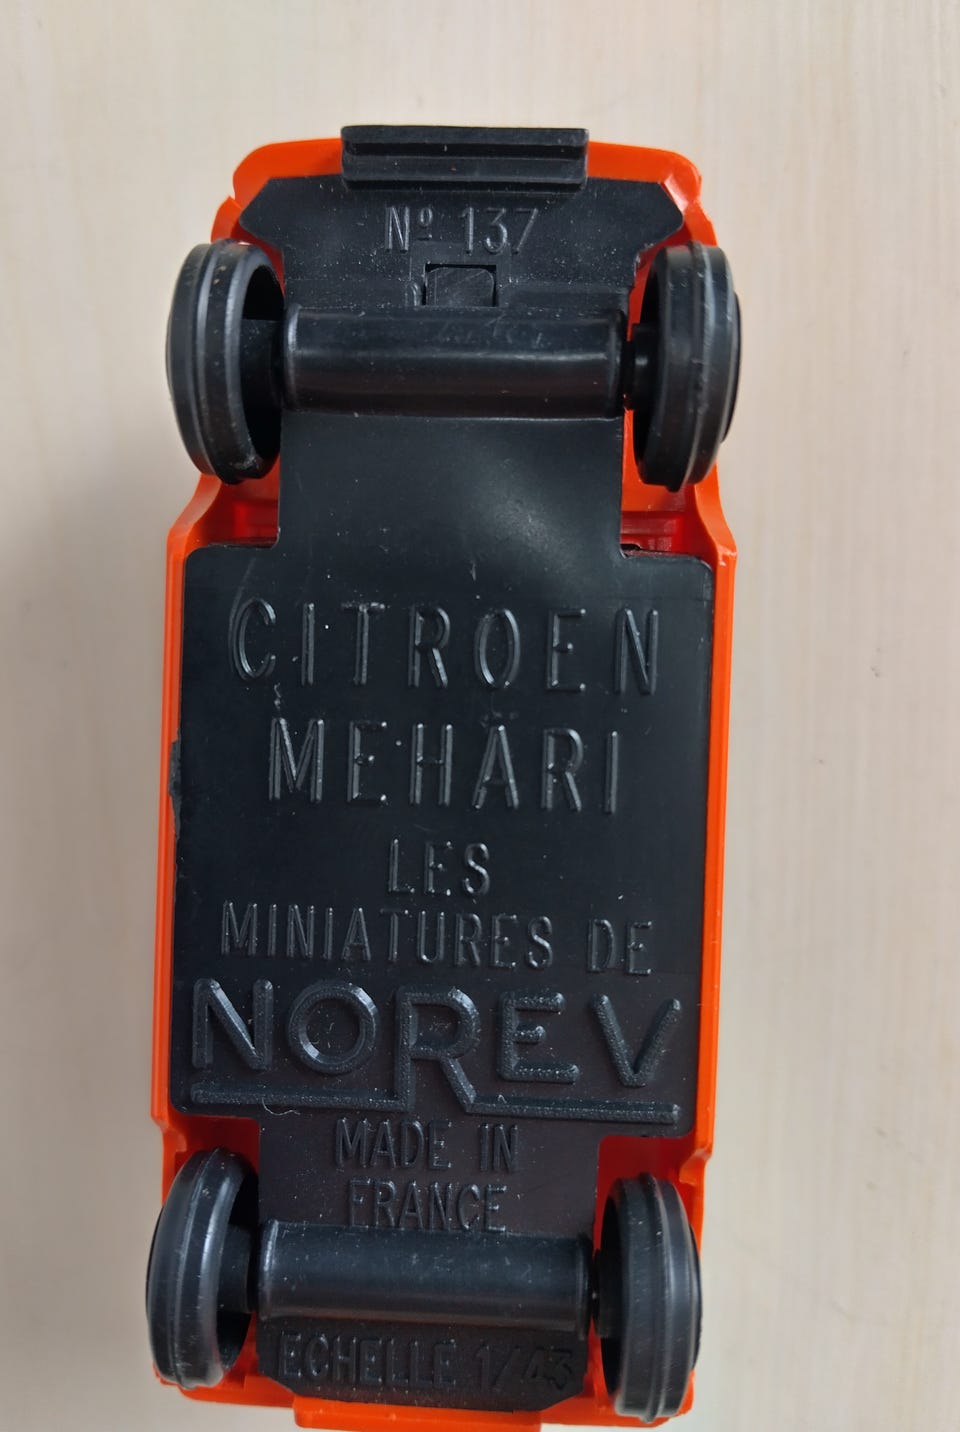 Nº 137
CITROEN
MEHARI
LES
MINIATURES DE
NOREV
MADE IN
FRANCE
ECHELLE 1/43